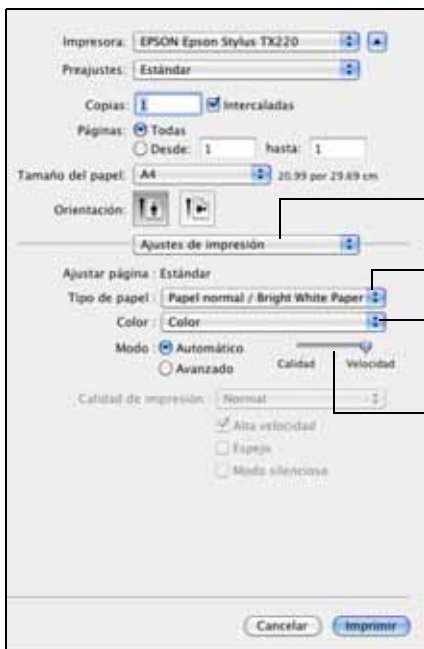 Impresora: EPSON Epson Stylus TX220
Preajustes: Estándar
Copias: 1 Intercaladas
Páginas: Todas
Desde: 1 hasta: 1
Tamaño del papel: A4 20.99 por 29.69 cm
Orientación:
Ajustes de impresión
Ajustar página : Estándar
Tipo de papel : Papel normal / Bright White Paper
Color : Color
Modo : Automático
Avanzado Calidad Velocidad
Calidad de impresión: Normal
Alta velocidad
Espejo
Modo silencioso
Cancelar Imprimir